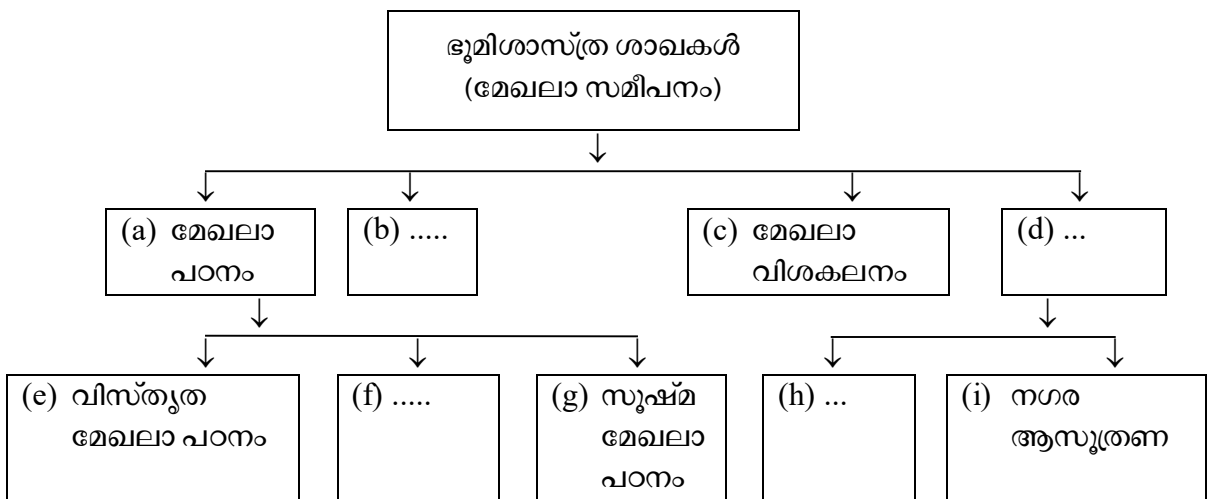 ഭൂമിശാസ്ത്ര ശാഖകൾ
(മേഖലാ സമീപനം)
(a) മേഖലാ
പഠനം
(b) .....
(c) മേഖലാ
വിശകലനം
(d) ...
(e) വിസ്തൃത
മേഖലാ പഠനം
(f) .....
(g) സൂഷ്മ
മേഖലാ
പഠനം
(h) ...
(i) നഗര
ആസൂത്രണ